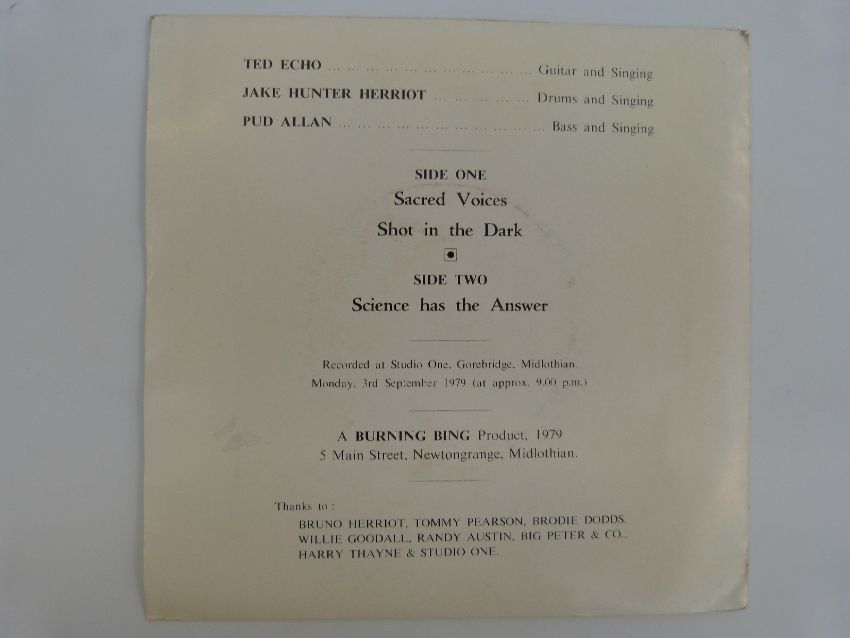 TED ECHO ... ... ... ... ... ... ... ... ... ... ... Guitar and Singing
JAKE HUNTER HERRIOT ... ... ... ... ... Drums and Singing
PUD ALLAN ... ... ... ... ... ... ... ... ... ... ... Bass and Singing
SIDE ONE
Sacred Voices
Shot in the Dark
SIDE TWO
Science has the Answer
Recorded at Studio One, Gorebridge, Midlothian.
Monday, 3rd September 1979 (at approx. 9.00 p.m.)
A BURNING BING Product, 1979
5 Main Street, Newtongrange, Midlothian.
Thanks to :
BRUNO HERRIOT, TOMMY PEARSON, BRODIE DODDS,
WILLIE GOODALL, RANDY AUSTIN, BIG PETER & CO.,
HARRY THAYNE & STUDIO ONE.